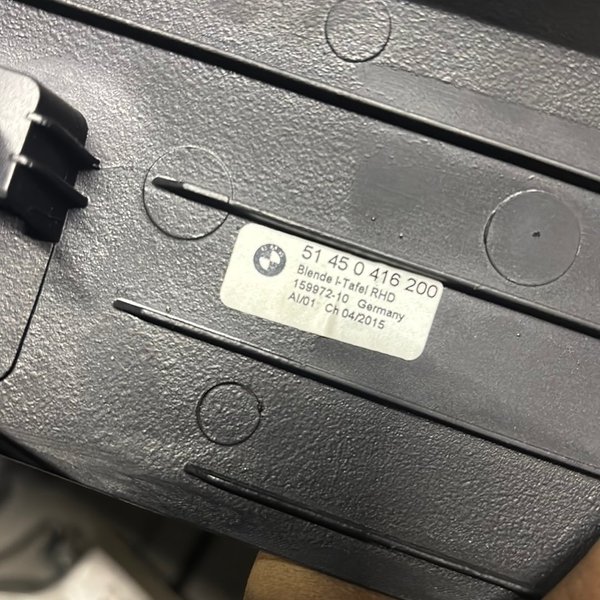 51 45 0 416 200
Blende I-Tafel RHD
159972-10 Germany
AI/01 Ch 04/2015